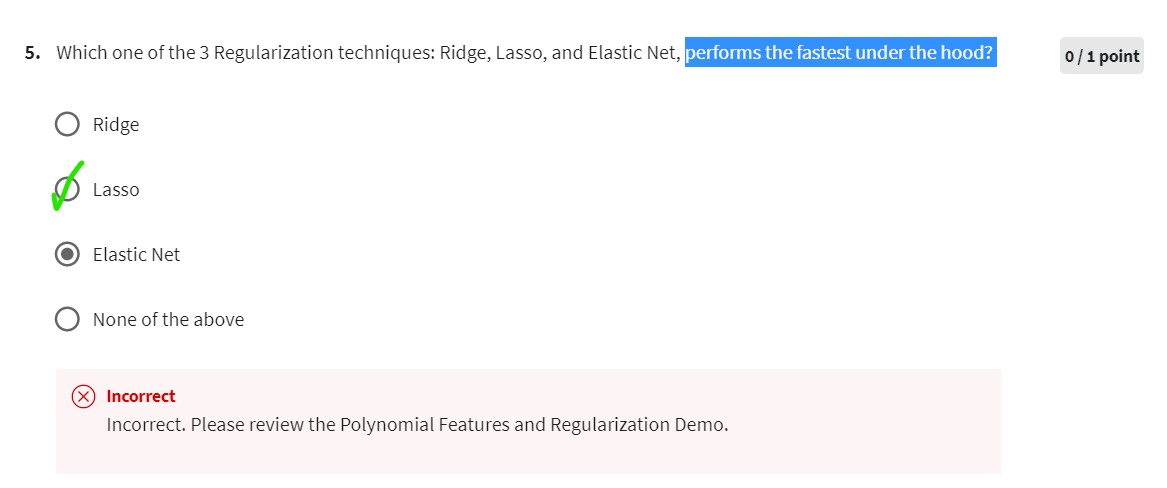 5. Which one of the 3 Regularization techniques: Ridge, Lasso, and Elastic Net, performs the fastest under the hood?
0 / 1 point
Ridge
Lasso
Elastic Net
None of the above
Incorrect
Incorrect. Please review the Polynomial Features and Regularization Demo.